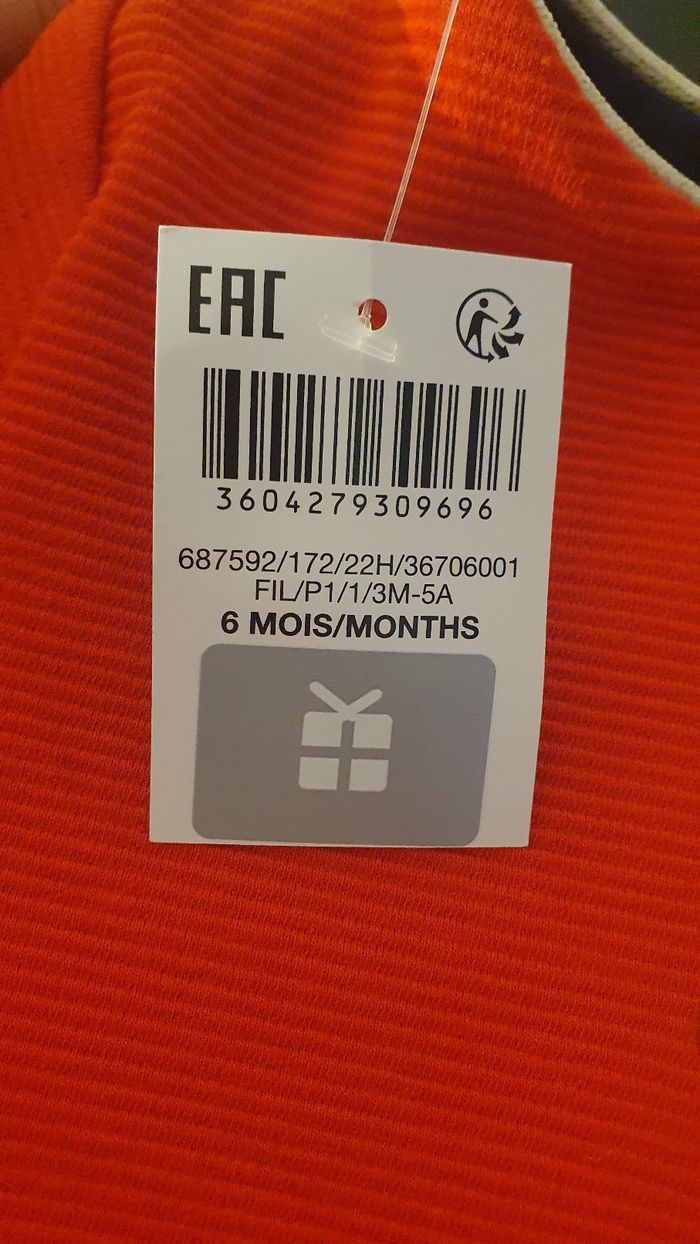 EAC
3604279309696
687592/172/22H/36706001
FIL/P1/1/3M-5A
6 MOIS/MONTHS